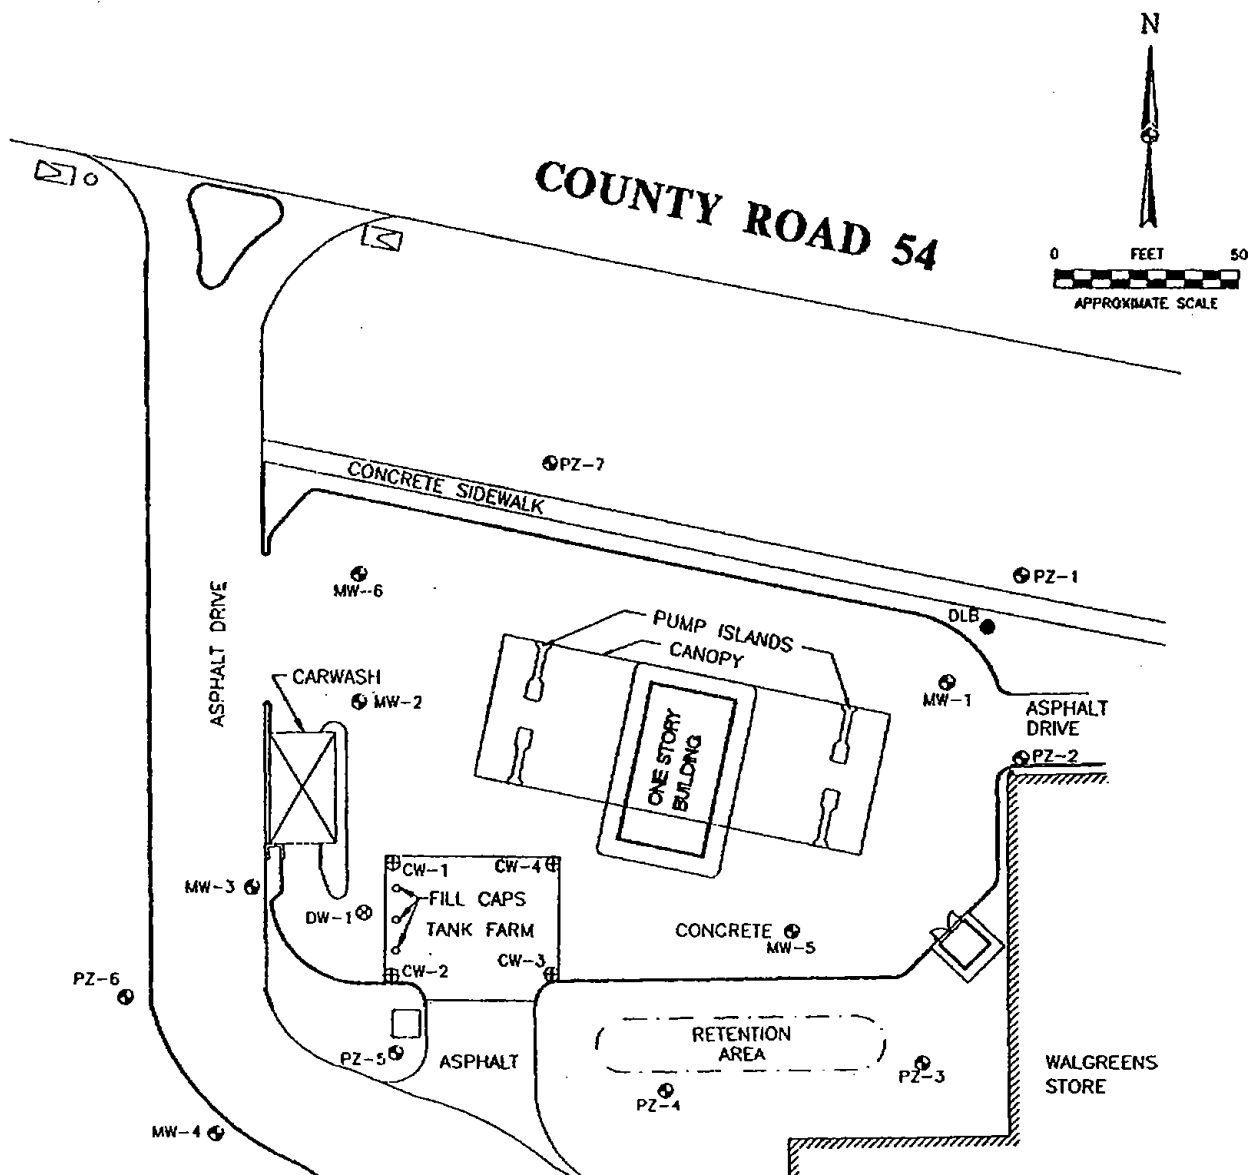 N
COUNTY ROAD 54
0 FEET 50
APPROXIMATE SCALE
PZ-7
CONCRETE SIDEWALK
PZ-1
MW-6
DLB
PUMP ISLANDS
CANOPY
ASPHALT DRIVE
CARWASH
MW-2
MW-1
ASPHALT
DRIVE
PZ-2
ONE STORY
BUILDING
CW-1
CW-4
MW-3
FILL CAPS
DW-1
TANK FARM
CONCRETE
MW-5
CW-2
CW-3
PZ-6
RETENTION
AREA
PZ-5
ASPHALT
PZ-3
WALGREENS
STORE
PZ-4
MW-4